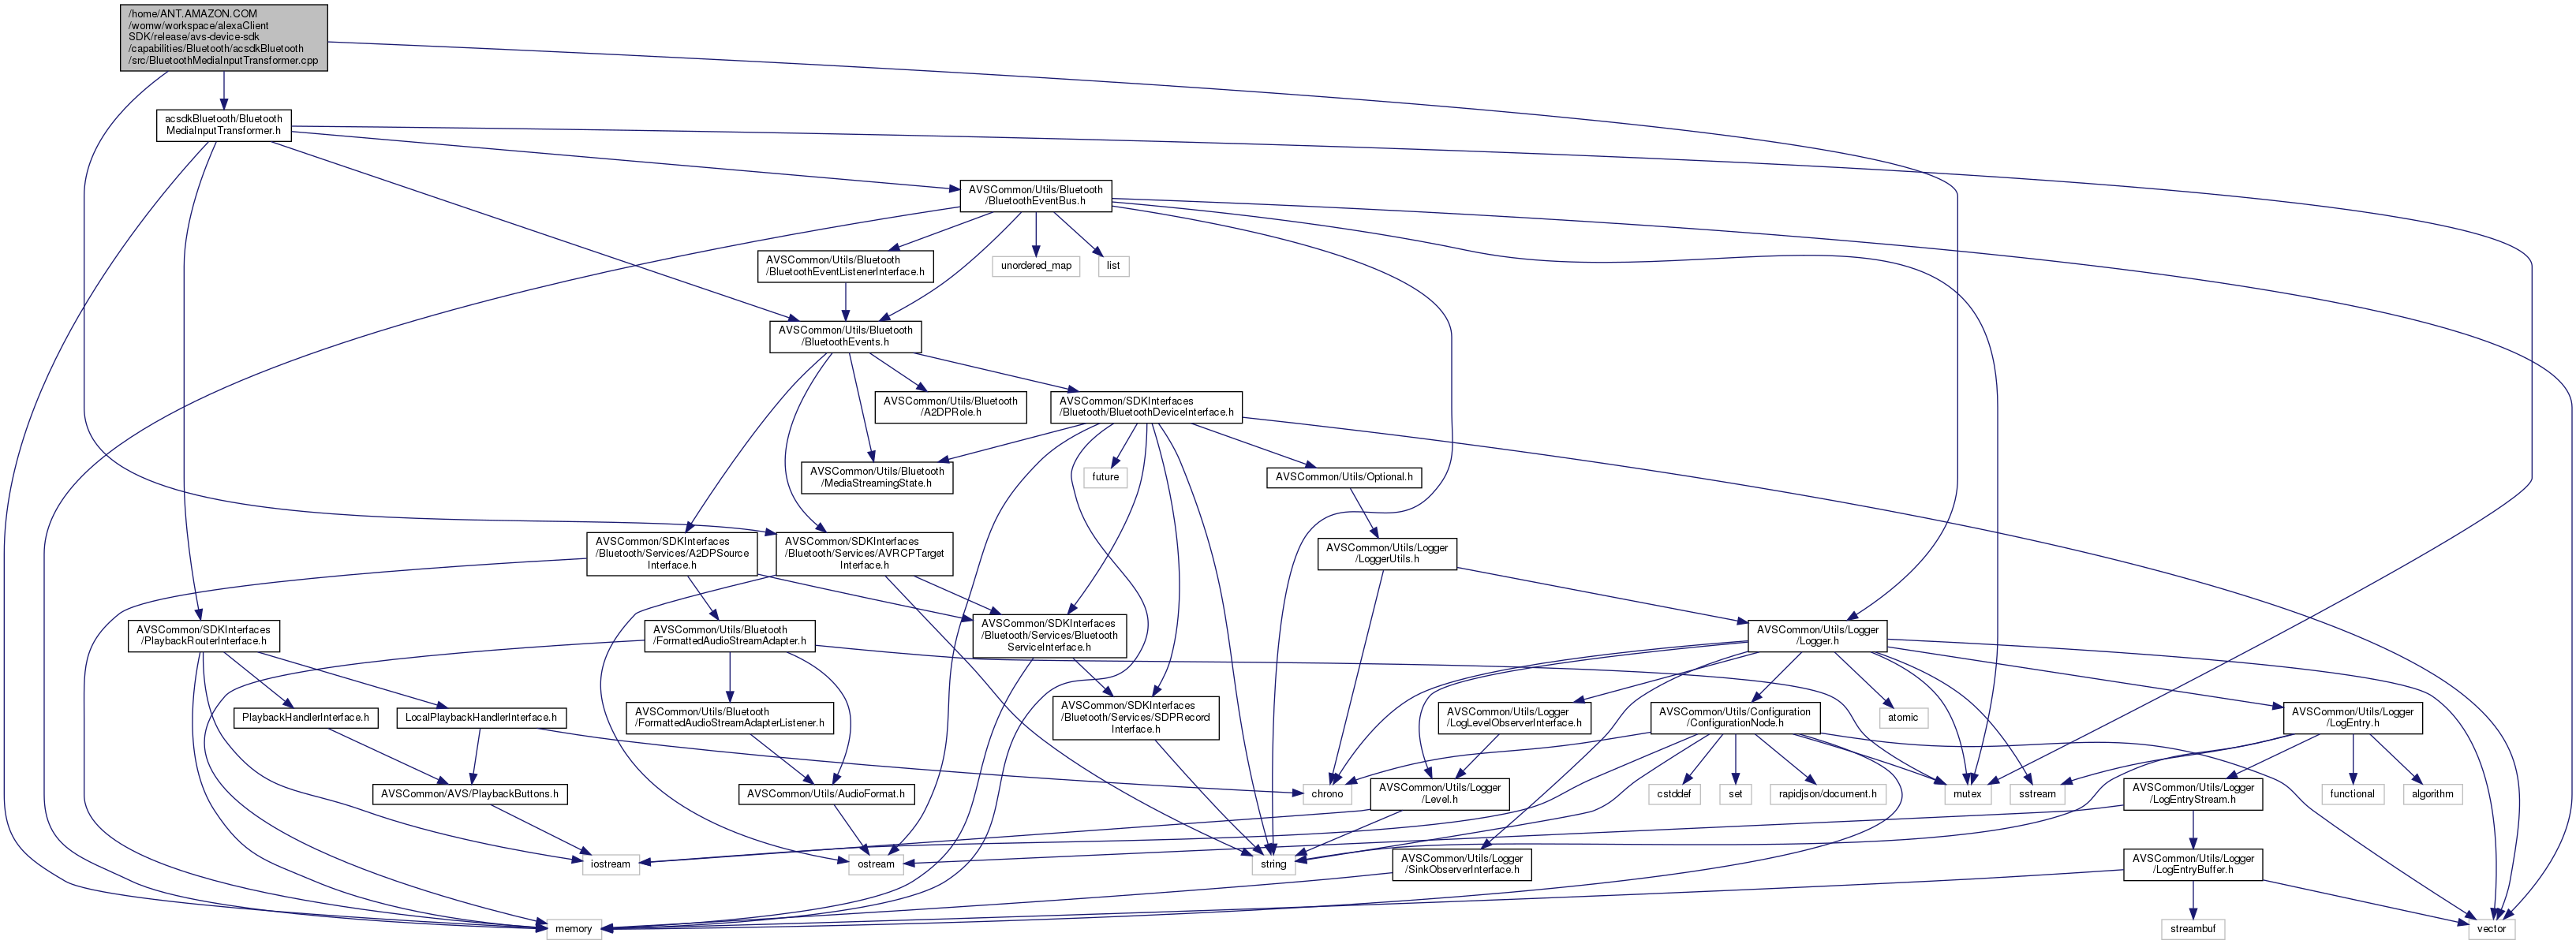 /home/ANT.AMAZON.COM
/womw/workspace/alexaClient
SDK/release/avs-device-sdk
/capabilities/Bluetooth/acsdkBluetooth
/src/BluetoothMediaInputTransformer.cpp
acsdkBluetooth/Bluetooth
MediaInputTransformer.h
AVSCommon/Utils/Bluetooth
/BluetoothEventBus.h
AVSCommon/Utils/Bluetooth
/BluetoothEventListenerInterface.h
unordered_map
list
AVSCommon/Utils/Bluetooth
/BluetoothEvents.h
AVSCommon/Utils/Bluetooth
/A2DPRole.h
AVSCommon/SDKInterfaces
/Bluetooth/BluetoothDeviceInterface.h
AVSCommon/Utils/Bluetooth
/MediaStreamingState.h
future
AVSCommon/Utils/Optional.h
AVSCommon/SDKInterfaces
/Bluetooth/Services/A2DPSource
Interface.h
AVSCommon/SDKInterfaces
/Bluetooth/Services/AVRCPTarget
Interface.h
AVSCommon/Utils/Logger
/LoggerUtils.h
AVSCommon/SDKInterfaces
/PlaybackRouterInterface.h
AVSCommon/Utils/Bluetooth
/FormattedAudioStreamAdapter.h
AVSCommon/SDKInterfaces
/Bluetooth/Services/Bluetooth
ServiceInterface.h
AVSCommon/Utils/Logger
/Logger.h
PlaybackHandlerInterface.h
LocalPlaybackHandlerInterface.h
AVSCommon/Utils/Bluetooth
/FormattedAudioStreamAdapterListener.h
AVSCommon/SDKInterfaces
/Bluetooth/Services/SDPRecord
Interface.h
AVSCommon/Utils/Logger
/LogLevelObserverInterface.h
AVSCommon/Utils/Configuration
/ConfigurationNode.h
atomic
AVSCommon/Utils/Logger
/LogEntry.h
AVSCommon/AVS/PlaybackButtons.h
AVSCommon/Utils/AudioFormat.h
chrono
AVSCommon/Utils/Logger
/Level.h
cstddef
set
rapidjson/document.h
mutex
sstream
AVSCommon/Utils/Logger
/LogEntryStream.h
functional
algorithm
iostream
ostream
string
AVSCommon/Utils/Logger
/SinkObserverInterface.h
AVSCommon/Utils/Logger
/LogEntryBuffer.h
memory
streambuf
vector